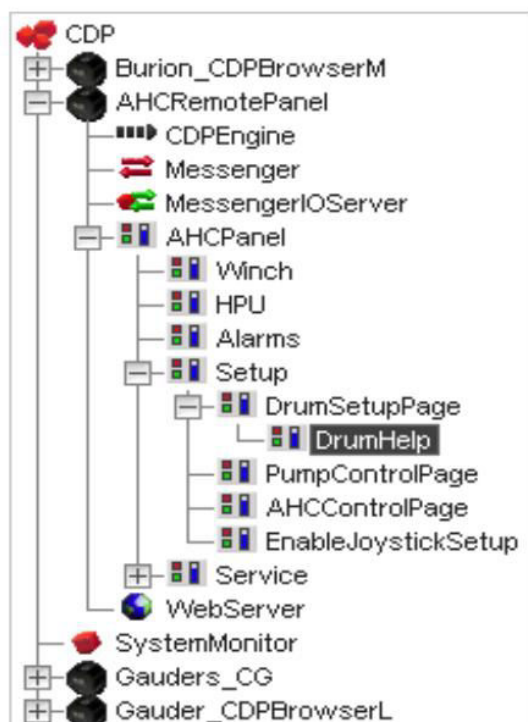 CDP
Burion_CDPBrowserM
AHCRemotePanel
CDPEngine
Messenger
MessengerIOServer
AHCPanel
Winch
HPU
Alarms
Setup
DrumSetupPage
DrumHelp
PumpControlPage
AHCControlPage
EnableJoystickSetup
Service
WebServer
SystemMonitor
Gauders_CG
Gauder_CDPBrowserL